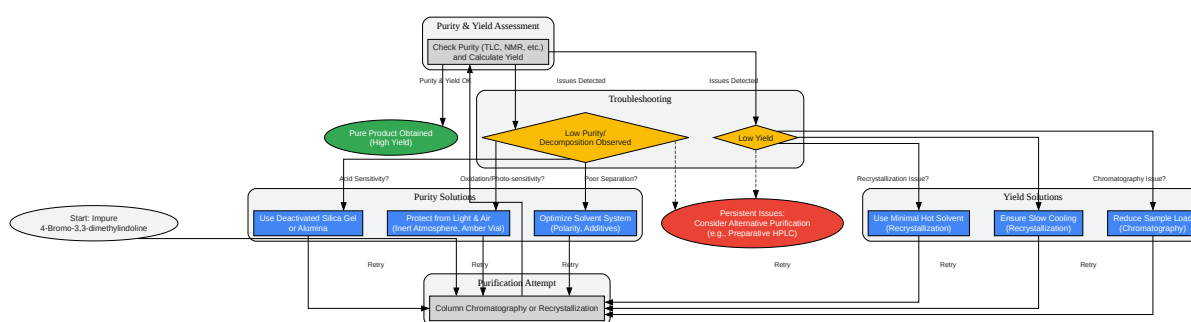 Purity & Yield Assessment
Check Purity (TLC, NMR, etc.)
and Calculate Yield
Purity & Yield OK
Issues Detected
Issues Detected
Troubleshooting
Pure Product Obtained
(High Yield)
Low Purity/
Decomposition Observed
Low Yield
Acid Sensitivity?
Oxidation/Photo-sensitivity?
Poor Separation?
Recrystallization Issue?
Chromatography Issue?
Purity Solutions
Yield Solutions
Start: Impure
4-Bromo-3,3-dimethylindoline
Use Deactivated Silica Gel
or Alumina
Protect from Light & Air
(Inert Atmosphere, Amber Vial)
Optimize Solvent System
(Polarity, Additives)
Persistent Issues:
Consider Alternative Purification
(e.g., Preparative HPLC)
Use Minimal Hot Solvent
(Recrystallization)
Ensure Slow Cooling
(Recrystallization)
Reduce Sample Load
(Chromatography)
Retry
Retry
Retry
Retry
Retry
Retry
Purification Attempt
Column Chromatography or Recrystallization